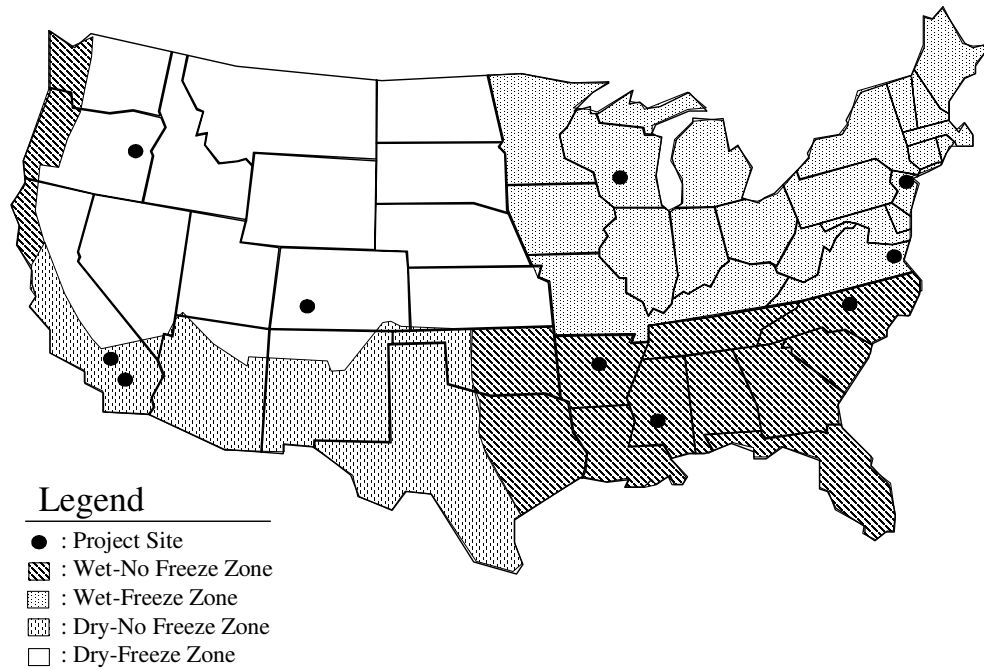 Legend
: Project Site
: Wet-No Freeze Zone
: Wet-Freeze Zone
: Dry-No Freeze Zone
: Dry-Freeze Zone